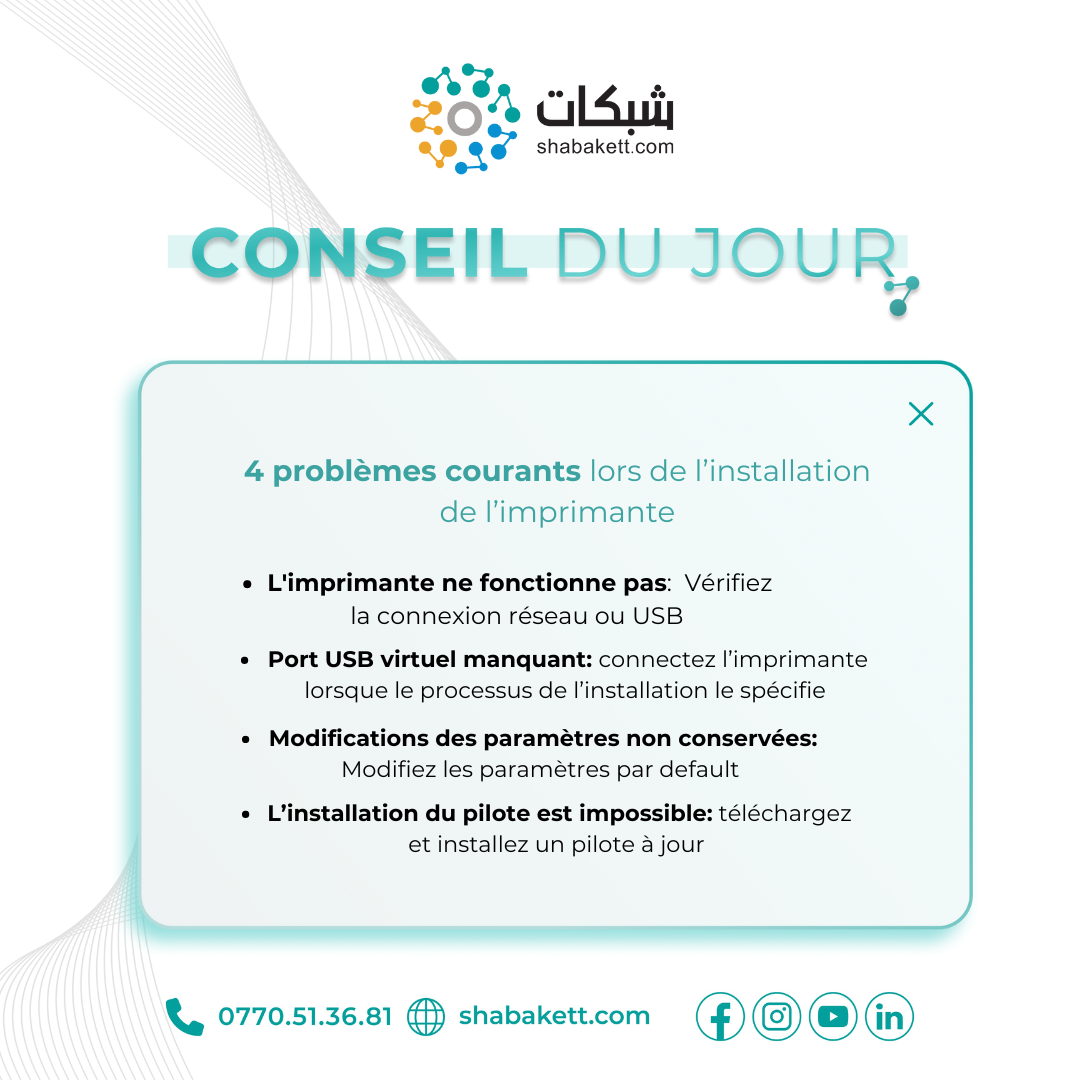 شبكات
shabakett.com
CONSEIL DU JOUR
4 problèmes courants lors de l’installation
de l’imprimante
• L'imprimante ne fonctionne pas: Vérifiez
la connexion réseau ou USB
• Port USB virtuel manquant: connectez l’imprimante
lorsque le processus de l’installation le spécifie
• Modifications des paramètres non conservées:
Modifiez les paramètres par default
• L’installation du pilote est impossible: téléchargez
et installez un pilote à jour
0770.51.36.81 shabakett.com